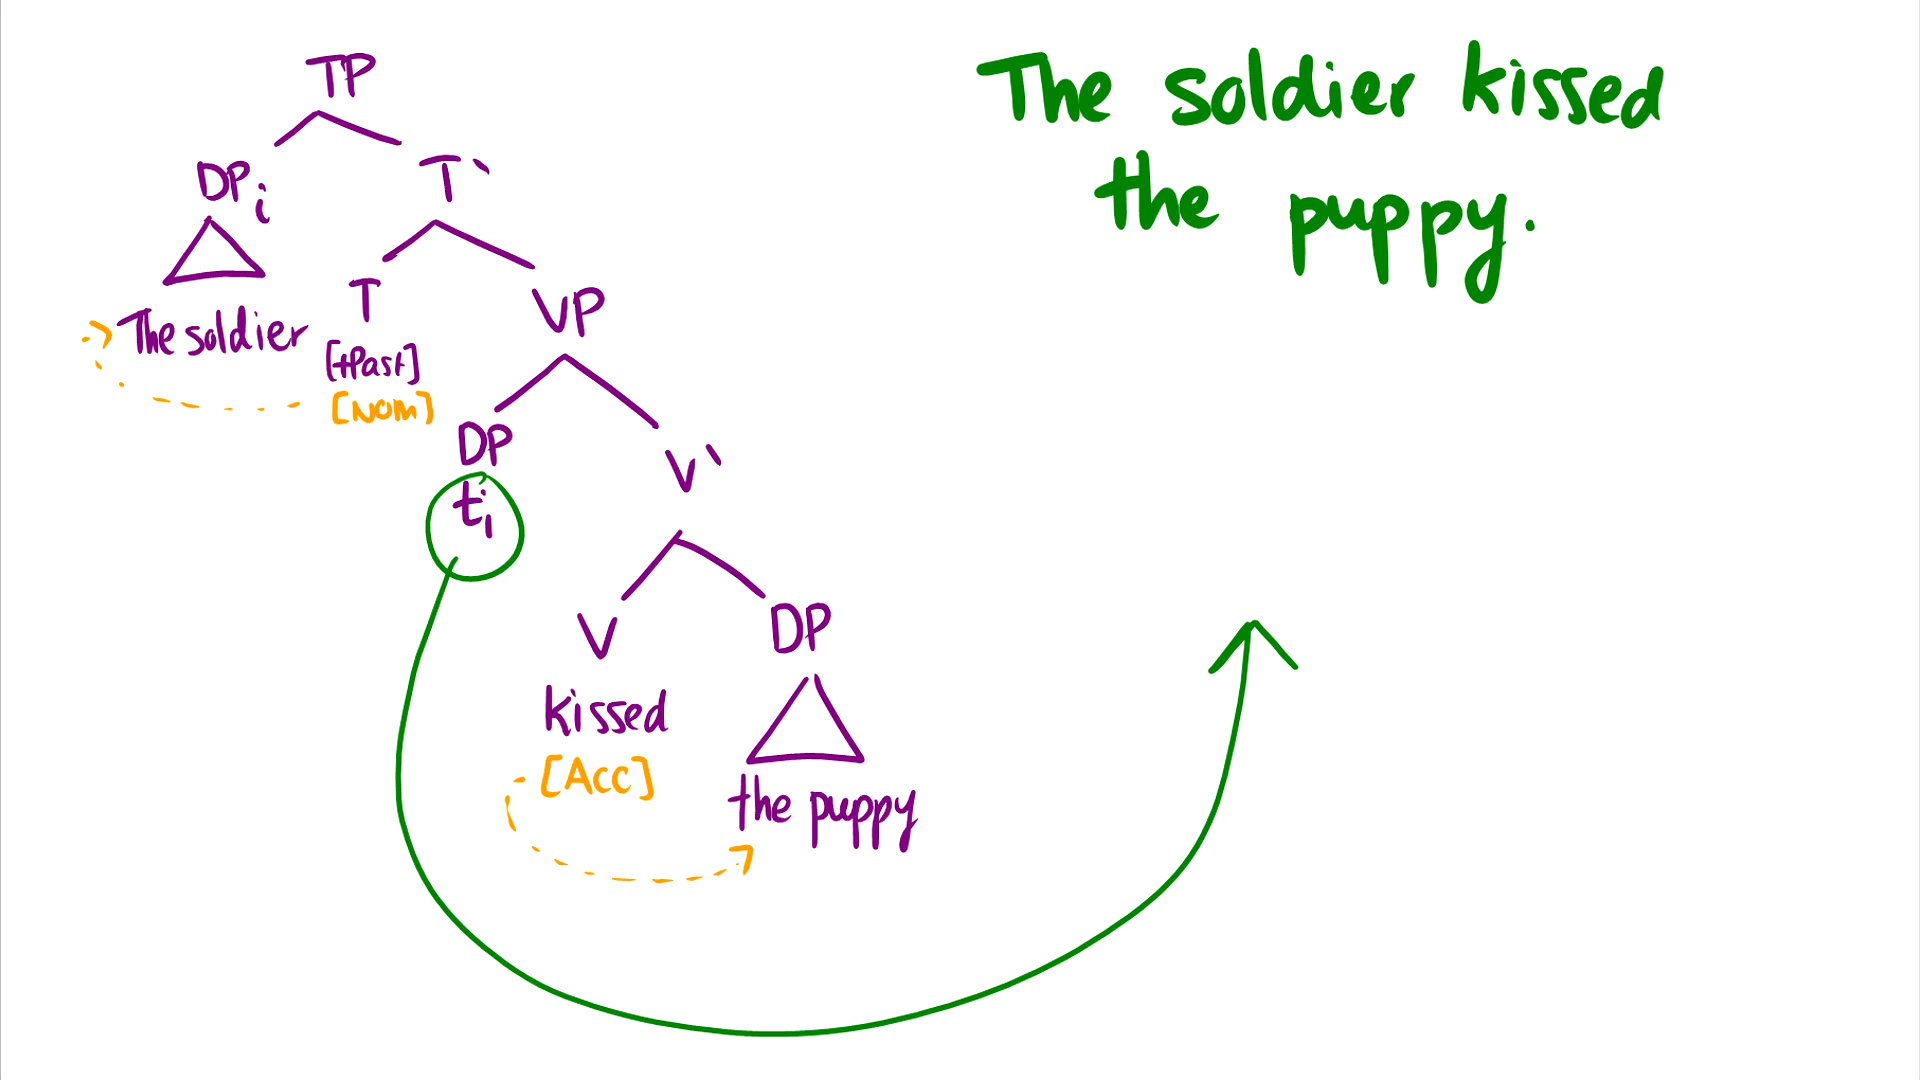 The soldier kissed
the puppy.
TP
DPi
T`
The soldier
T
[+Past]
[NOM]
VP
DP
ti
V`
V
kissed
[Acc]
DP
the puppy